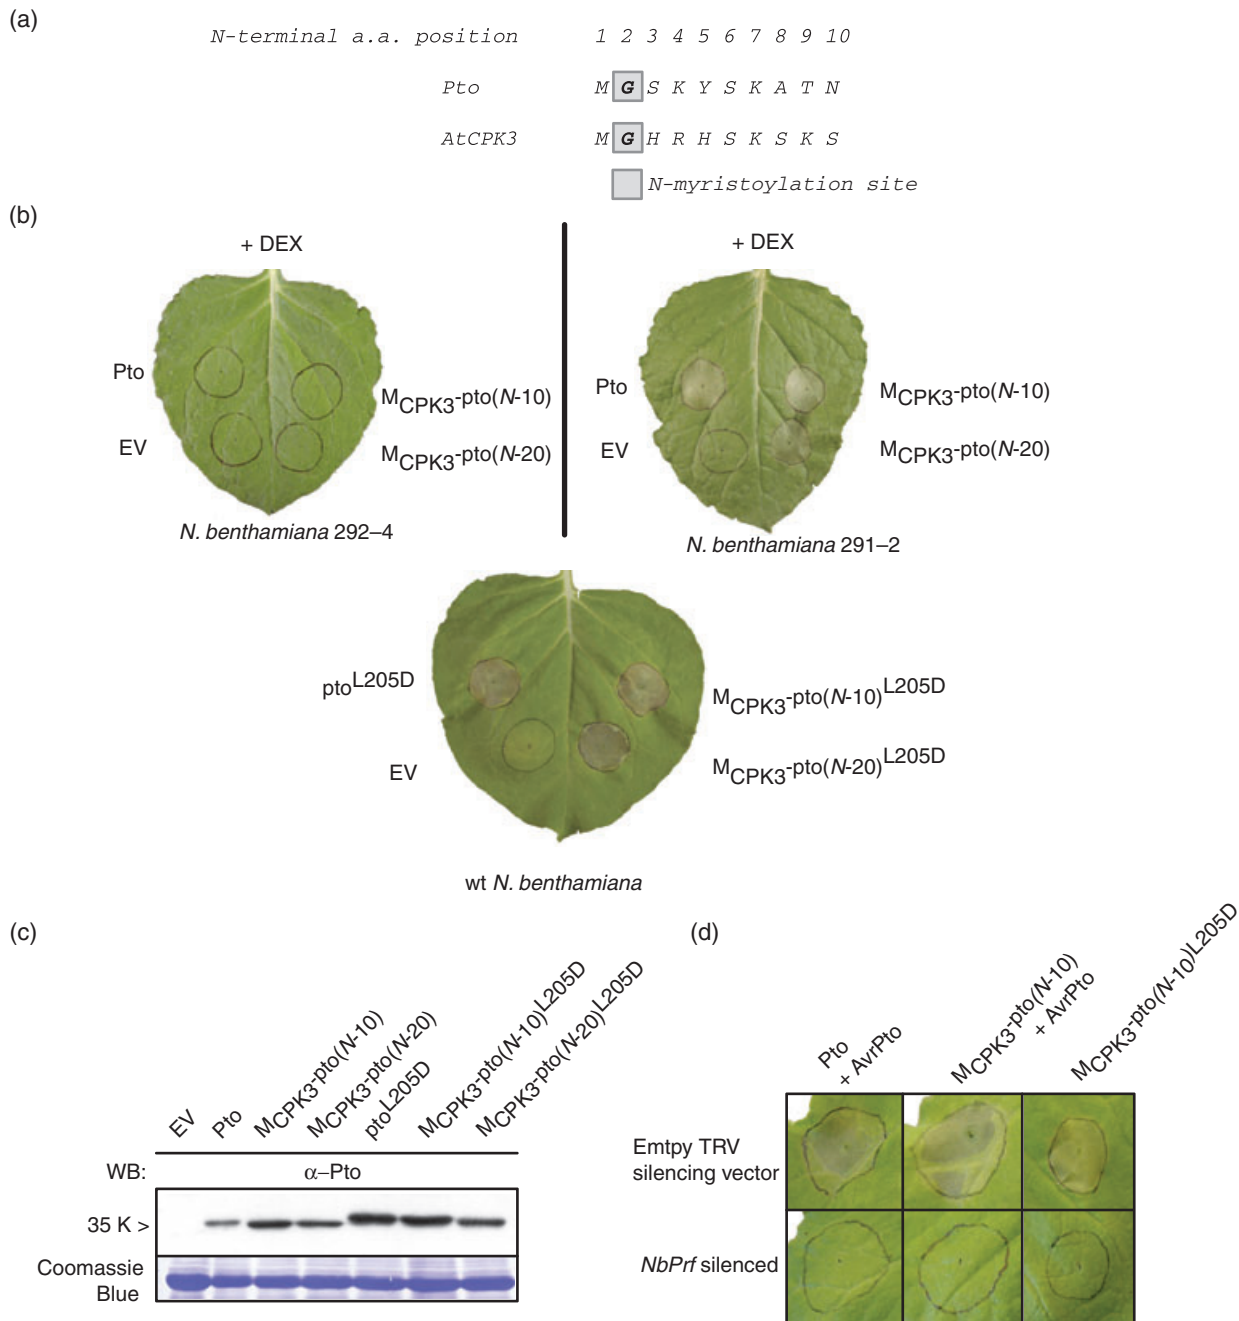 (a)
N-terminal a.a. position 1 2 3 4 5 6 7 8 9 10
Pto M G S K Y S K A T N
AtCPK3 M G H R H S K S K S
N-myristoylation site
(b)
+ DEX
+ DEX
Pto
MCPK3-pto(N-10)
EV
MCPK3-pto(N-20)
N. benthamiana 292–4
Pto
MCPK3-pto(N-10)
EV
MCPK3-pto(N-20)
N. benthamiana 291–2
ptoL205D
MCPK3-pto(N-10)L205D
EV
MCPK3-pto(N-20)L205D
wt N. benthamiana
(c)
EV
Pto
MCPK3-pto(N-10)
MCPK3-pto(N-20)
ptoL205D
MCPK3-pto(N-10)L205D
MCPK3-pto(N-20)L205D
WB: α–Pto
35 K >
Coomassie
Blue
(d)
Pto
+ AvrPto
MCPK3-pto(N-10)
+ AvrPto
MCPK3-pto(N-10)L205D
Emtpy TRV
silencing vector
NbPrf silenced